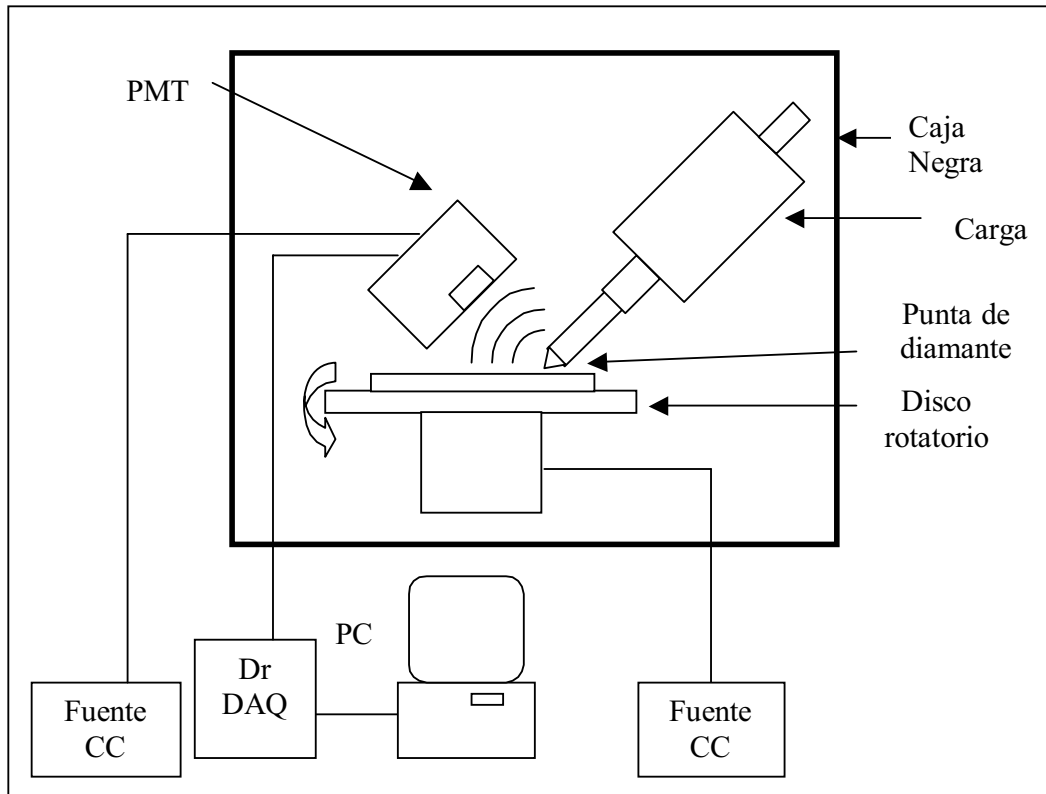 PMT
Caja
Negra
Carga
Punta de
diamante
Disco
rotatorio
PC
Dr
DAQ
Fuente
CC
Fuente
CC